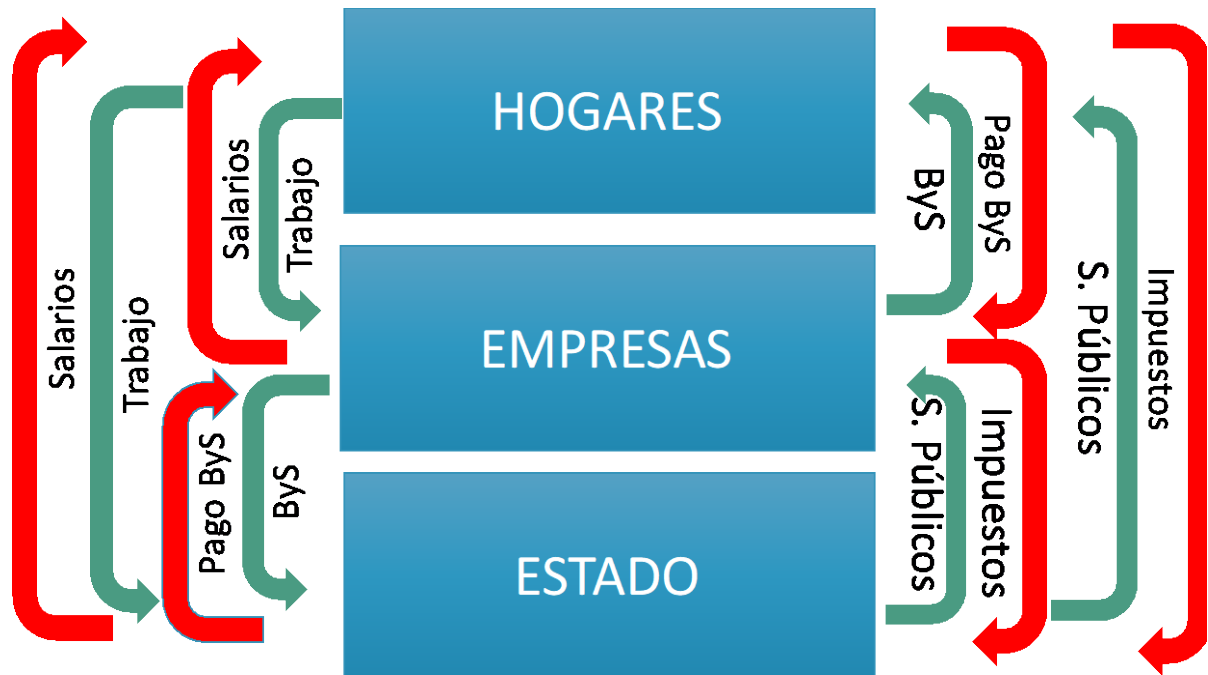 HOGARES
EMPRESAS
ESTADO
Salarios
Trabajo
Salarios
Trabajo
Pago ByS
ByS
ByS
Pago ByS
S. Públicos
Impuestos
S. Públicos
Impuestos